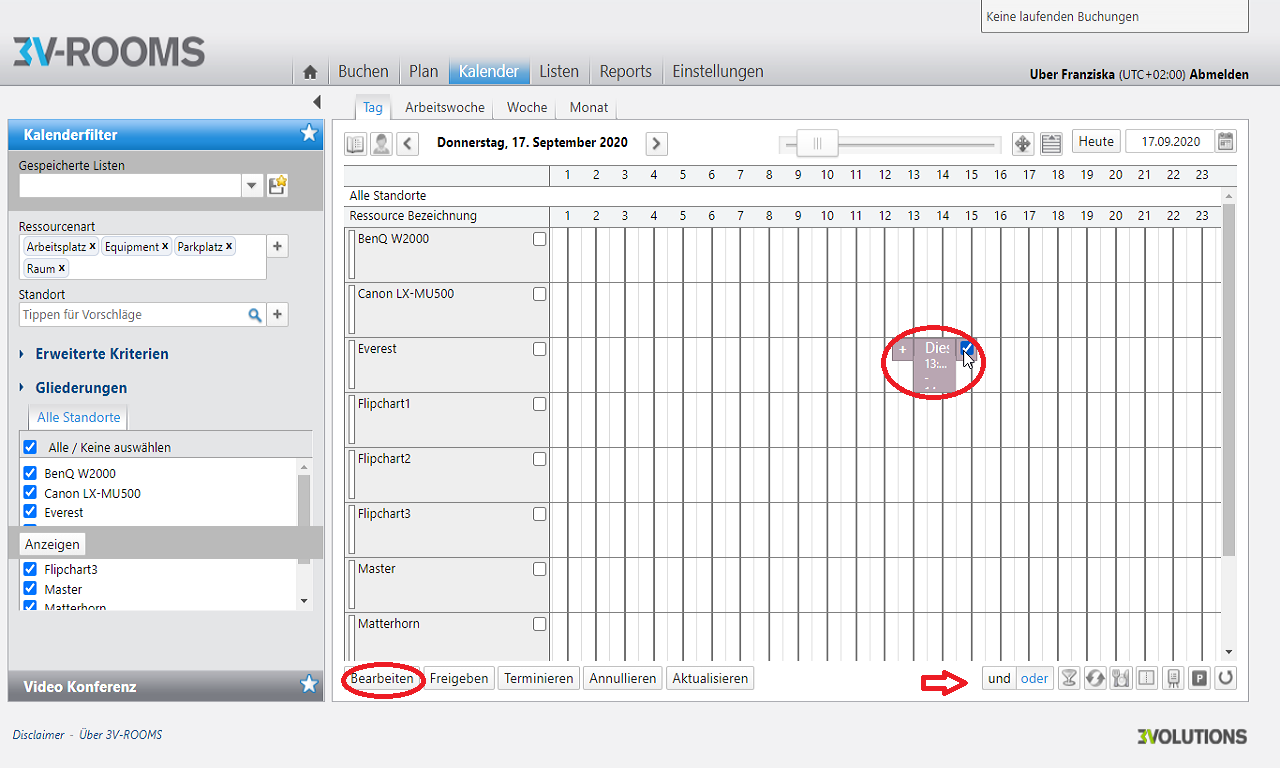 Keine laufenden Buchungen
3V-ROOMS
Buchen Plan Kalender Listen Reports Einstellungen
Uber Franziska (UTC+02:00) Abmelden
Tag Arbeitswoche Woche Monat
Kalenderfilter
Gespeicherte Listen
Ressourcenart
Arbeitsplatz x Equipment x Parkplatz x
Raum x
Standort
Tippen für Vorschläge
Erweiterte Kriterien
Gliederungen
Alle Standorte
Alle / Keine auswählen
BenQ W2000
Canon LX-MU500
Everest
Anzeigen
Flipchart3
Master
Matterhorn
Video Konferenz
Donnerstag, 17. September 2020
Heute 17.09.2020
1 2 3 4 5 6 7 8 9 10 11 12 13 14 15 16 17 18 19 20 21 22 23
Alle Standorte
Ressource Bezeichnung 1 2 3 4 5 6 7 8 9 10 11 12 13 14 15 16 17 18 19 20 21 22 23
BenQ W2000
Canon LX-MU500
Everest
+ Dies
13:...
-
Flipchart1
Flipchart2
Flipchart3
Master
Matterhorn
Bearbeiten Freigeben Terminieren Annullieren Aktualisieren
und oder P
Disclaimer - Über 3V-ROOMS
3VOLUTIONS